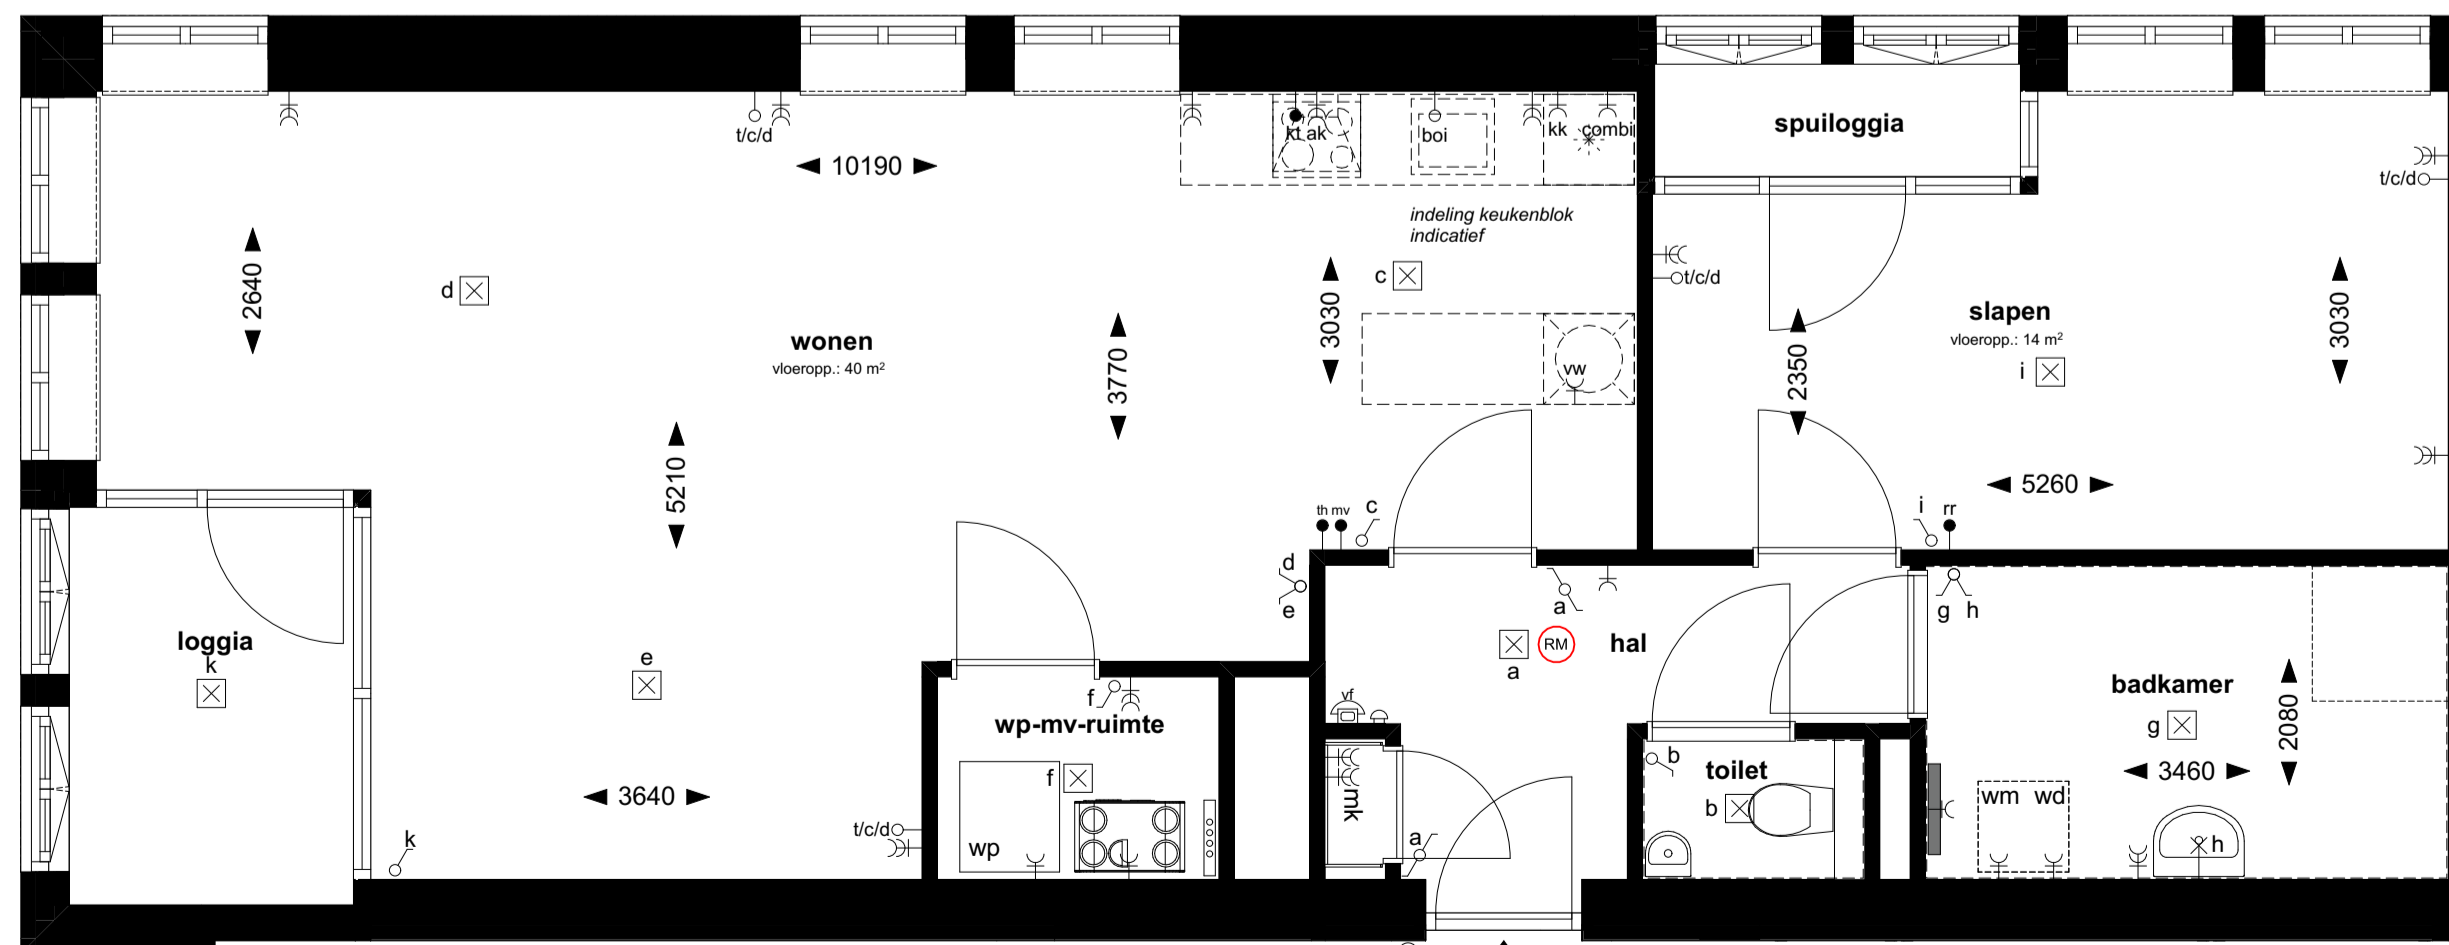 t/c/d
kt ak
boi
kk
combi
spuiloggia
10190
t/c/d
indeling keukenblok
indicatief
2640
d
c
t/c/d
3030
slapen
vloeropp.: 14 m²
3030
wonen
vloeropp.: 40 m²
3770
vw
2350
i
5210
5260
th mv
c
i
rr
d
e
a
g h
loggia
k
e
a
RM
hal
badkamer
2080
f
wp-mv-ruimte
vf
g
f
b
toilet
3460
3640
b
mk
wm wd
t/c/d
k
wp
a
h